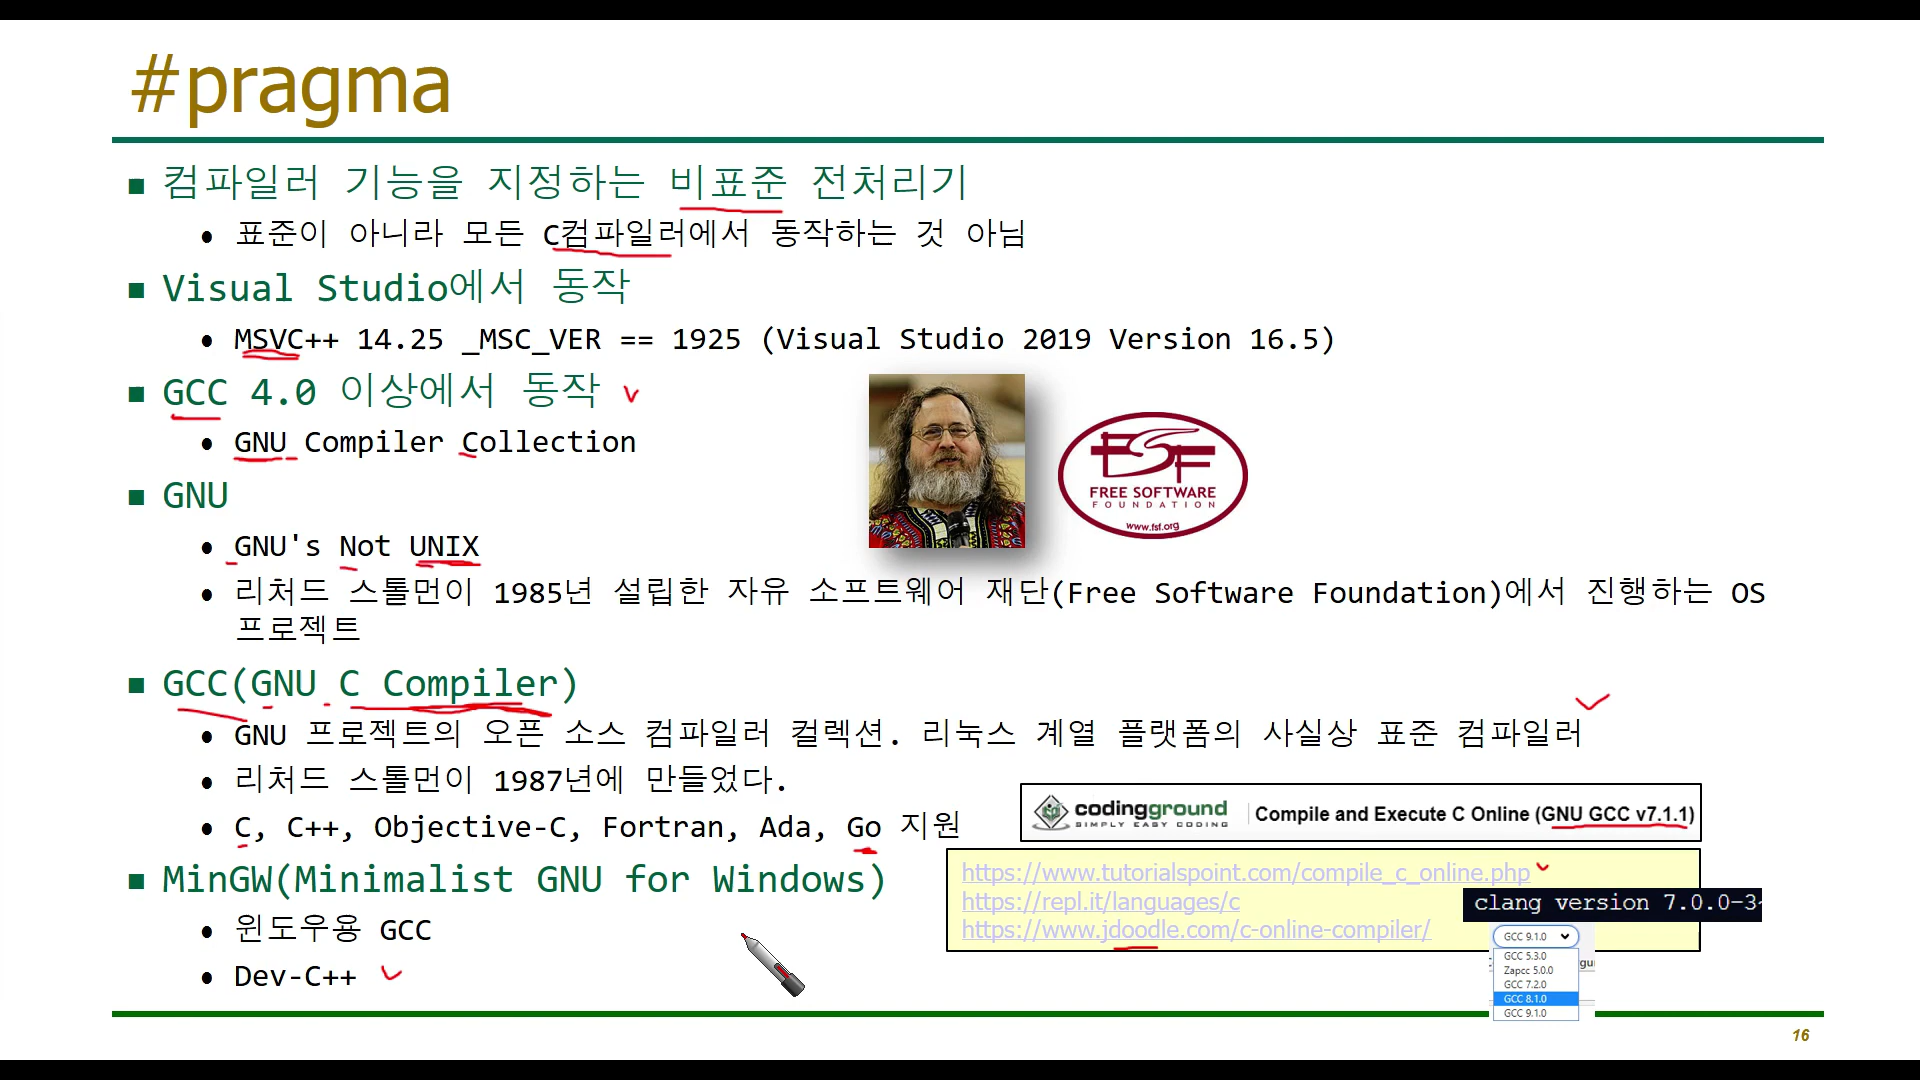 #pragma
컴파일러 기능을 지정하는 비표준 전처리기
표준이 아니라 모든 C컴파일러에서 동작하는 것 아님
Visual Studio에서 동작
MSVC++ 14.25 _MSC_VER == 1925 (Visual Studio 2019 Version 16.5)
GCC 4.0 이상에서 동작
GNU Compiler Collection
FSF
FREE SOFTWARE
FOUNDATION
www.fsf.org
GNU
GNU's Not UNIX
리처드 스톨먼이 1985년 설립한 자유 소프트웨어 재단(Free Software Foundation)에서 진행하는 OS
프로젝트
GCC(GNU C Compiler)
GNU 프로젝트의 오픈 소스 컴파일러 컬렉션. 리눅스 계열 플랫폼의 사실상 표준 컴파일러
리처드 스톨먼이 1987년에 만들었다.
C, C++, Objective-C, Fortran, Ada, Go 지원
codingground
SIMPLY EASY CODING
Compile and Execute C Online (GNU GCC v7.1.1)
MinGW(Minimalist GNU for Windows)
윈도우용 GCC
Dev-C++
https://www.tutorialspoint.com/compile_c_online.php
https://repl.it/languages/c
https://www.jdoodle.com/c-online-compiler/
clang version 7.0.0-3~
GCC 9.1.0
GCC 5.3.0
Zapcc 5.0.0
GCC 7.2.0
GCC 8.1.0
GCC 9.1.0
16